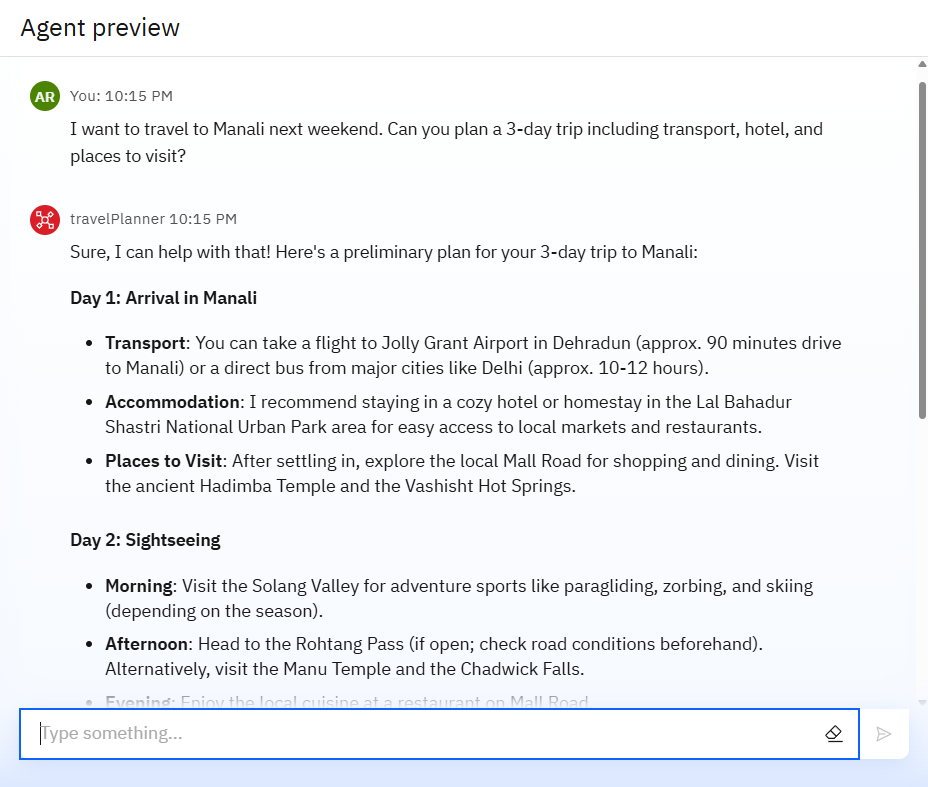 Agent preview
AR
You: 10:15 PM
I want to travel to Manali next weekend. Can you plan a 3-day trip including transport, hotel, and
places to visit?
travelPlanner 10:15 PM
Sure, I can help with that! Here's a preliminary plan for your 3-day trip to Manali:
Day 1: Arrival in Manali
• Transport: You can take a flight to Jolly Grant Airport in Dehradun (approx. 90 minutes drive
to Manali) or a direct bus from major cities like Delhi (approx. 10-12 hours).
• Accommodation: I recommend staying in a cozy hotel or homestay in the Lal Bahadur
Shastri National Urban Park area for easy access to local markets and restaurants.
• Places to Visit: After settling in, explore the local Mall Road for shopping and dining. Visit
the ancient Hadimba Temple and the Vashisht Hot Springs.
Day 2: Sightseeing
• Morning: Visit the Solang Valley for adventure sports like paragliding, zorbing, and skiing
(depending on the season).
• Afternoon: Head to the Rohtang Pass (if open; check road conditions beforehand).
Alternatively, visit the Manu Temple and the Chadwick Falls.
• Evening: Enjoy the local cuisine at a restaurant on Mall Road
Type something...